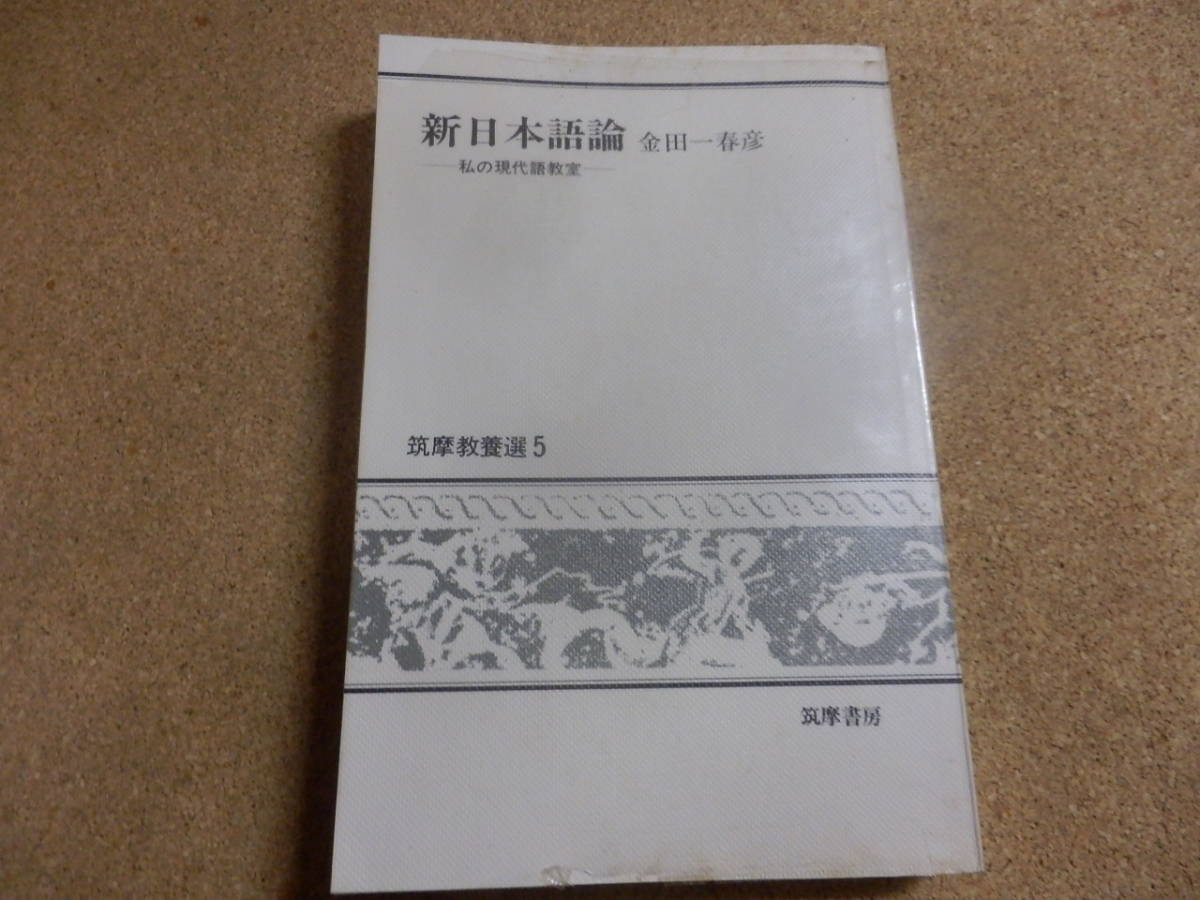 新日本語論 金田一春彦
——私の現代語教室——
筑摩教養選5
筑摩書房